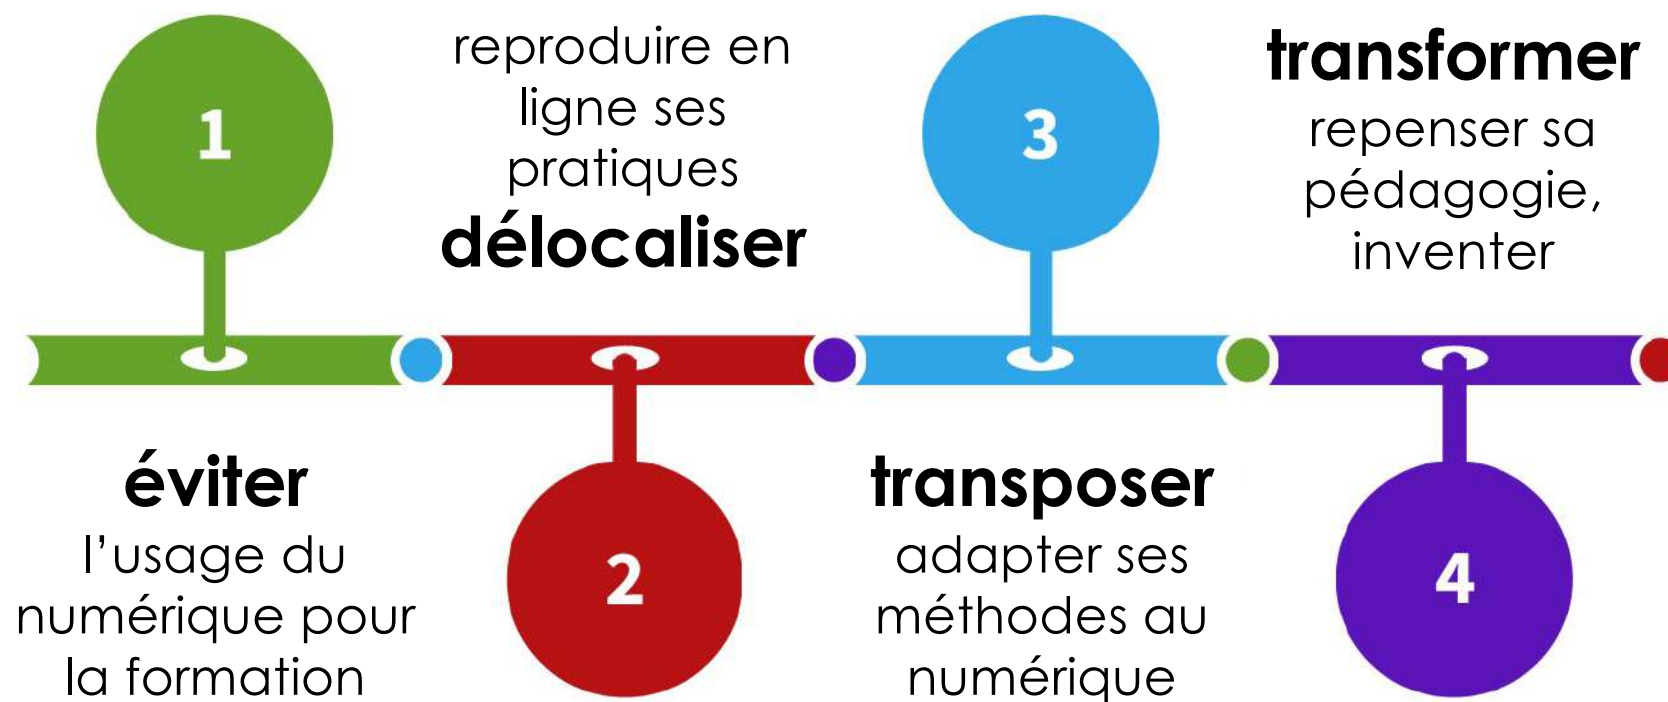 1
éviter
l’usage du
numérique pour
la formation
reproduire en
ligne ses
pratiques
délocaliser
2
3
transposer
adapter ses
méthodes au
numérique
transformer
repenser sa
pédagogie,
inventer
4